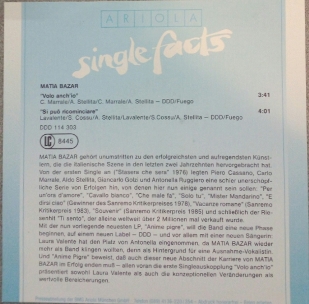 ARIOLA
single facts
MATIA BAZAR
"Volo anch'io" 3:41
C. Marrale/A. Stellita/C. Marrale/A. Stellita – DDD/Fuego
"Si può ricominciare" 4:01
Lavalente/S. Cossu/A. Stellita/Lavalente/S. Cossu/A. Stellita – DDD/Fuego
DDD 114 303
LC 8445
MATIA BAZAR gehört unumstritten zu den erfolgreichsten und aufregendsten Künst-
lern, die die italienische Szene in den letzten zwei Jahrzehnten hervorgebracht hat.
Von der ersten Single an ("Stasera che sera" 1976) legten Piero Cassano, Carlo
Marrale, Aldo Stellita, Giancarlo Golzi und Antonella Ruggiero eine schier unerschöpf-
liche Serie von Erfolgen hin, von denen hier nun einige genannt sein sollen: "Per
un'ora d'amore", "Cavallo bianco", "Che male fa", "Solo tu", "Mister Mandarino", "E
dirsi ciao" (Gewinner des Sanremo Kritikerpreises 1978), "Vacanze romane" (Sanremo
Kritikerpreis 1983), "Souvenir" (Sanremo Kritikerpreis 1985) und schließlich der Rie-
senhit "Ti sento", der alleine weltweit über 2 Millionen mal verkauft wurde.
Mit der nun vorliegenden neuesten LP, "Anime pigre", will die Band eine neue Phase
beginnen, auf einem neuen Label – DDD – und vor allem mit einer neuen Sängerin:
Laura Valente hat den Platz von Antonella eingenommen, de MATIA BAZAR wieder
mehr als Band klingen wollen, denn als Hintergrund für eine Ausnahme-Vokalistin.
Und "Anime Pigre" beweist, daß auch dieser neue Abschnitt der Karriere von MATIA
BAZAR im Erfolg enden muß – allen voran die erste Singleauskopplung "Volo anch'io"
präsentiert sowohl Laura Valente als auch die konzeptionellen Veränderungen als
wertvolle Bereicherungen.